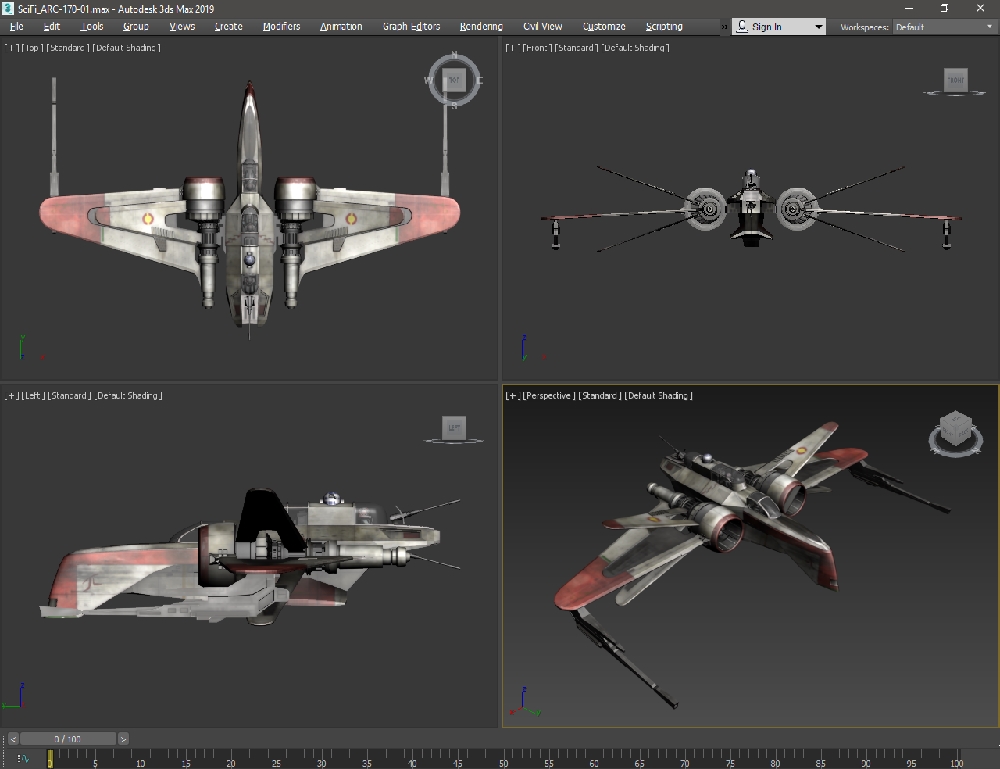 SciFi_ARC-170-01.max - Autodesk 3ds Max 2019
File Edit Tools Group Views Create Modifiers Animation Graph Editors Rendering Civil View Customize Scripting » Sign In Workspaces: Default
[+] [Top] [Standard] [Default Shading]
[+] [Front] [Standard] [Default Shading]
N
W TOP E
S
FRONT
y
x
z
[+] [Left] [Standard] [Default Shading]
[+] [Perspective] [Standard] [Default Shading]
LEFT
z
z
< 0 / 100 >
0 5 10 15 20 25 30 35 40 45 50 55 60 65 70 75 80 85 90 95 100